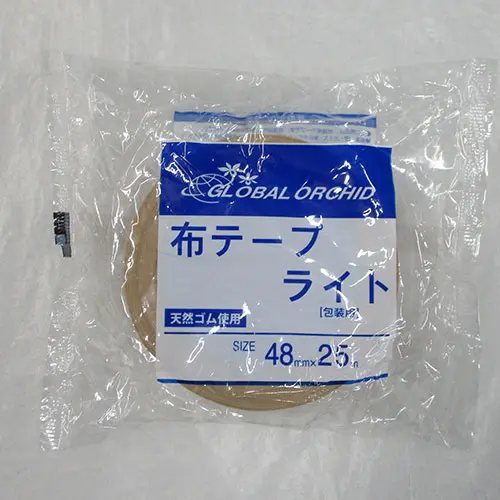 GLOBAL ORCHID
布テープ
ライト
[包装用]
天然ゴム使用
SIZE 48mm×25m